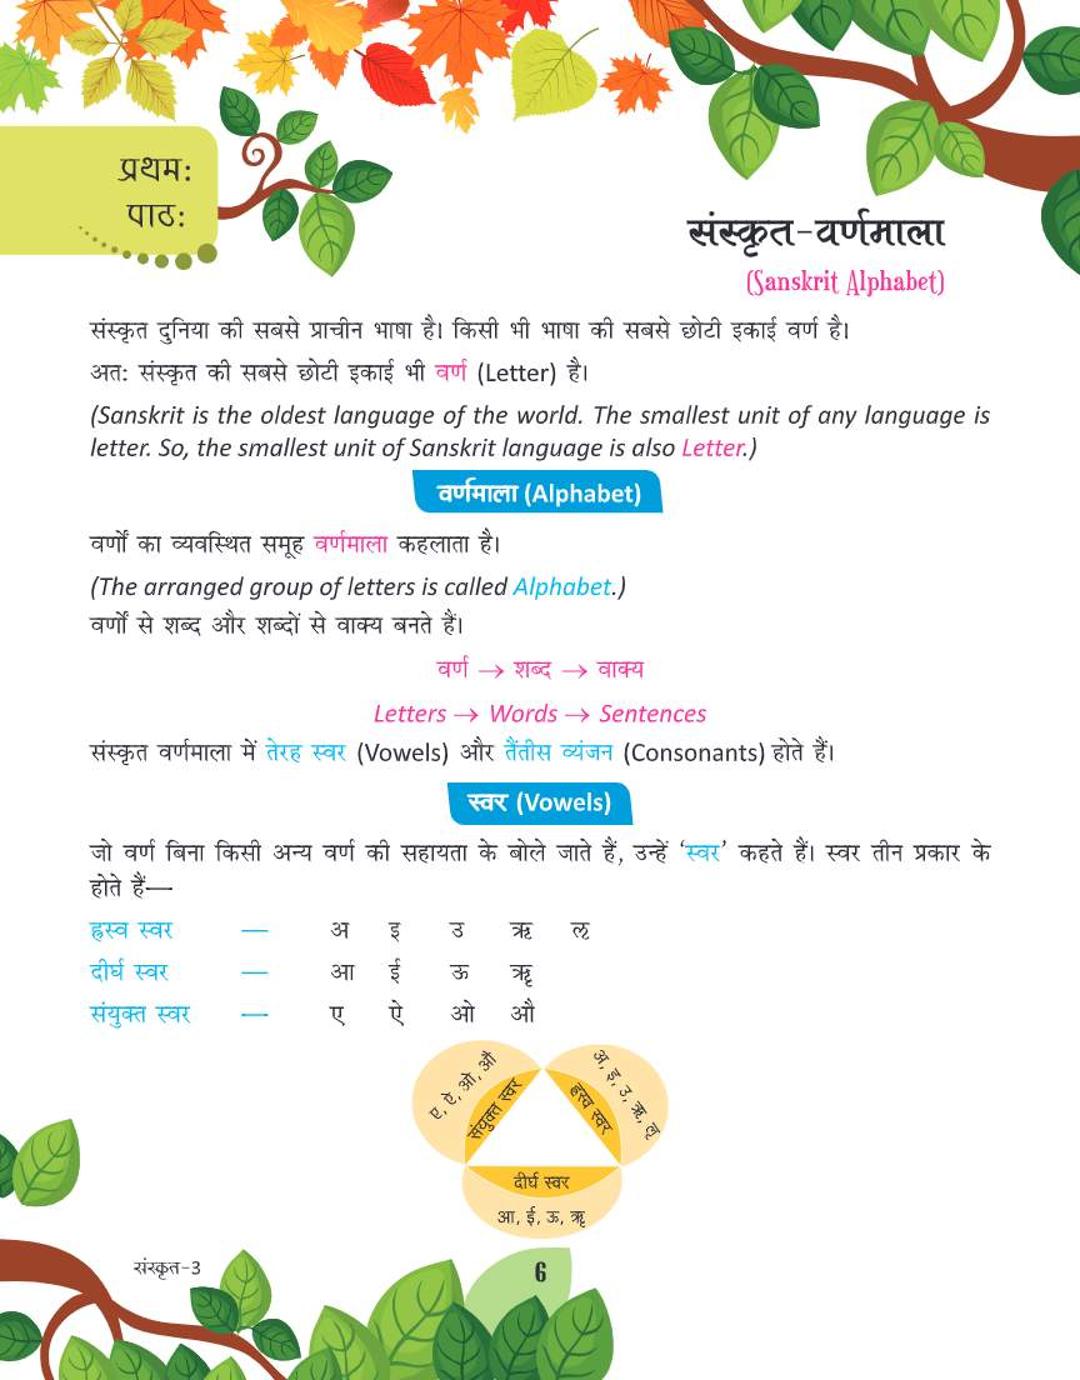 प्रथमः
पाठः
संस्कृत-वर्णमाला
(Sanskrit Alphabet)
संस्कृत दुनिया की सबसे प्राचीन भाषा है। किसी भी भाषा की सबसे छोटी इकाई वर्ण है।
अतः संस्कृत की सबसे छोटी इकाई भी वर्ण (Letter) है।
(Sanskrit is the oldest language of the world. The smallest unit of any language is
letter. So, the smallest unit of Sanskrit language is also Letter.)
वर्णमाला (Alphabet)
वर्णों का व्यवस्थित समूह वर्णमाला कहलाता है।
(The arranged group of letters is called Alphabet.)
वर्णों से शब्द और शब्दों से वाक्य बनते हैं।
वर्ण → शब्द → वाक्य
Letters → Words → Sentences
संस्कृत वर्णमाला में तेरह स्वर (Vowels) और तैंतीस व्यंजन (Consonants) होते हैं।
स्वर (Vowels)
जो वर्ण बिना किसी अन्य वर्ण की सहायता के बोले जाते हैं, उन्हें ‘स्वर’ कहते हैं। स्वर तीन प्रकार के
होते हैं—
ह्रस्व स्वर — अ इ उ ऋ ऌ
दीर्घ स्वर — आ ई ऊ ॠ
संयुक्त स्वर — ए ऐ ओ औ
ए, ऐ, ओ, औ
संयुक्त स्वर
अ, इ, उ, ऋ, ऌ
ह्रस्व स्वर
दीर्घ स्वर
आ, ई, ऊ, ॠ
संस्कृत-3
6